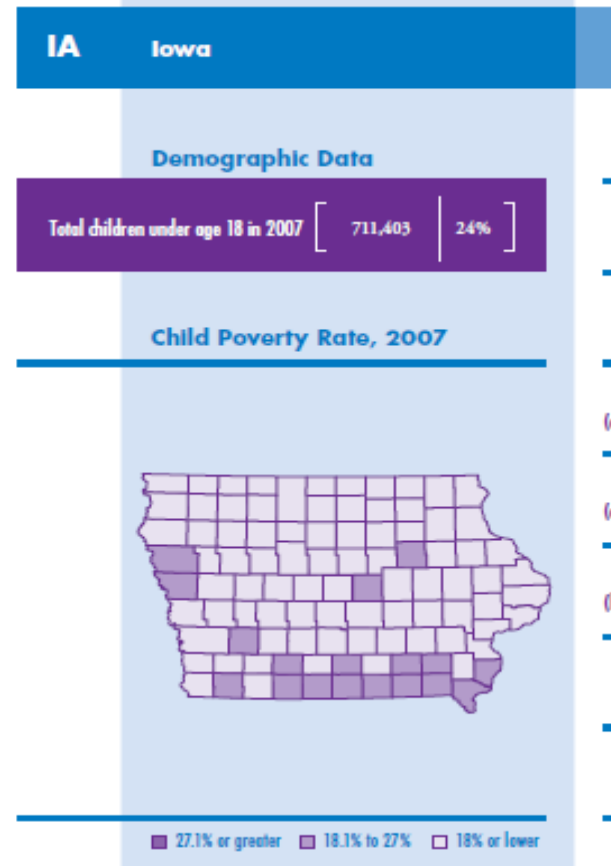 IA Iowa
Demographic Data
Total children under age 18 in 2007 [ 711,403 | 24% ]
Child Poverty Rate, 2007
27.1% or greater 18.1% to 27% 18% or lower